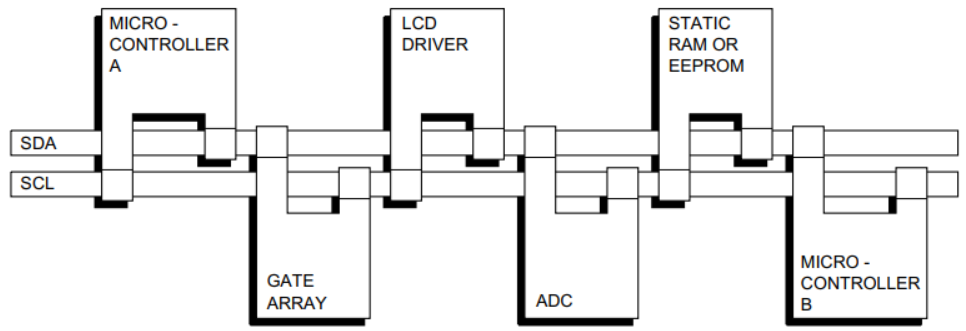 MICRO -
CONTROLLER
A
LCD
DRIVER
STATIC
RAM OR
EEPROM
SDA
SCL
GATE
ARRAY
ADC
MICRO -
CONTROLLER
B